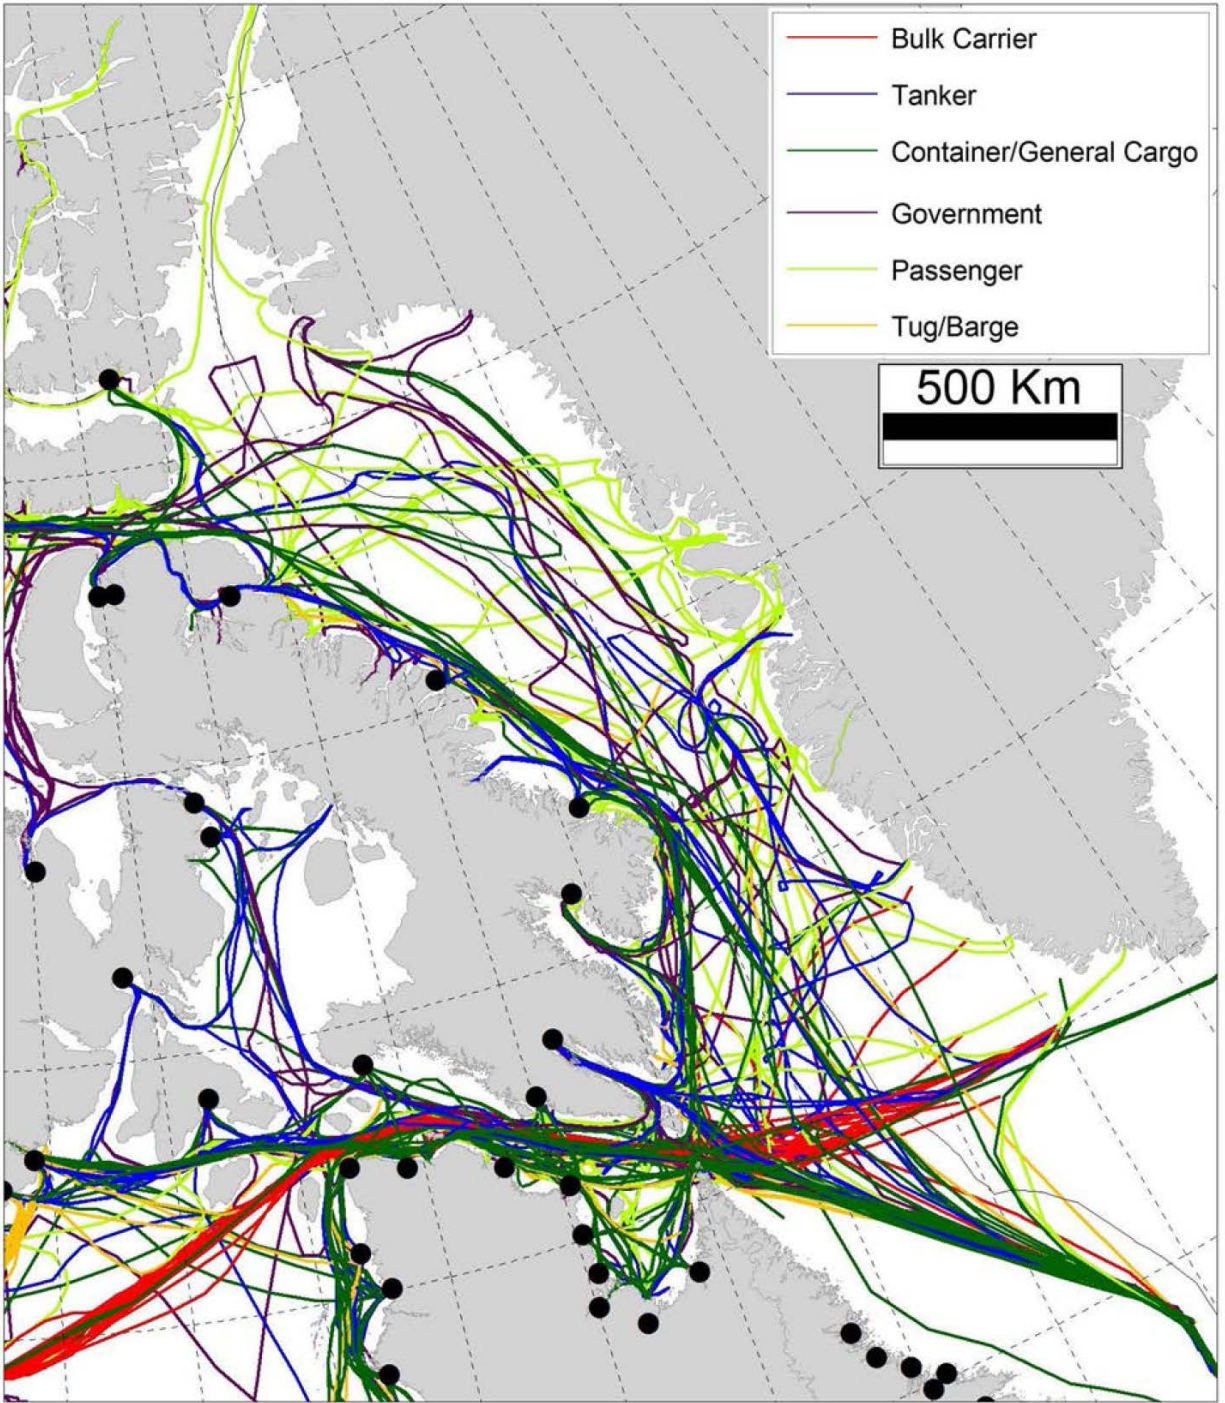 Bulk Carrier
Tanker
Container/General Cargo
Government
Passenger
Tug/Barge
500 Km